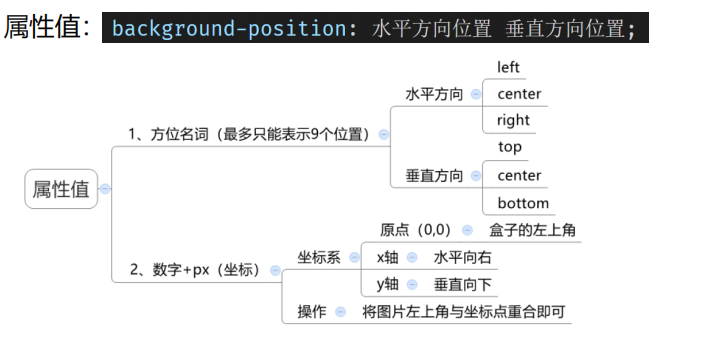 属性值：background-position: 水平方向位置 垂直方向位置;
属性值
1、方位名词（最多只能表示9个位置）
水平方向
left
center
right
垂直方向
top
center
bottom
2、数字+px（坐标）
坐标系
原点（0,0）
盒子的左上角
x轴
水平向右
y轴
垂直向下
操作
将图片左上角与坐标点重合即可